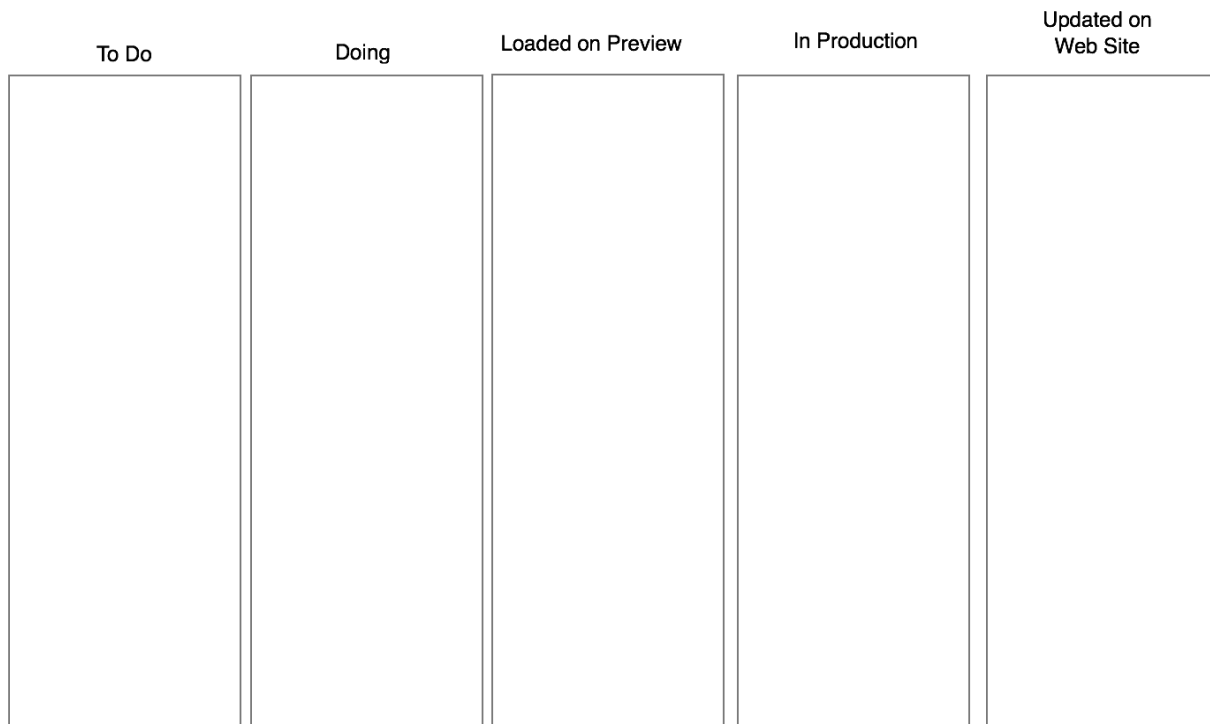 To Do
Doing
Loaded on Preview
In Production
Updated on
Web Site